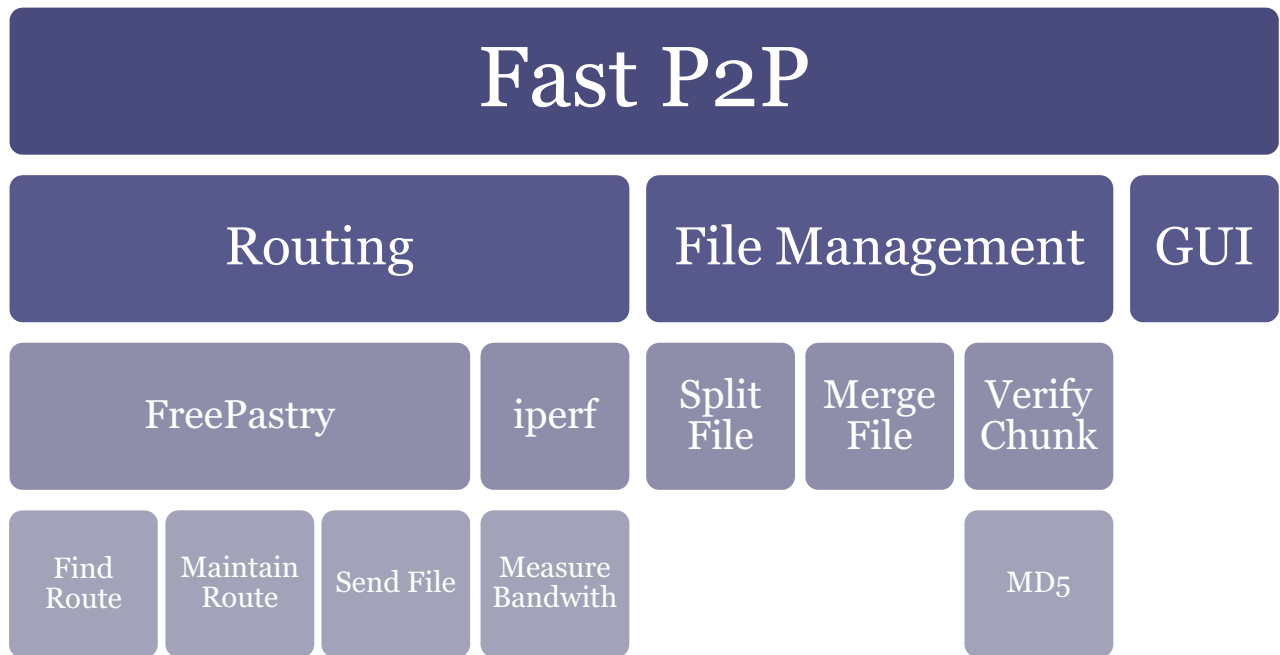 Fast P2P
Routing
File Management
GUI
FreePastry
iperf
Split
File
Merge
File
Verify
Chunk
Find
Route
Maintain
Route
Send File
Measure
Bandwith
MD5